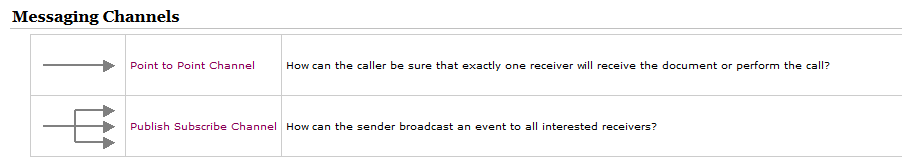 Messaging Channels
Point to Point Channel How can the caller be sure that exactly one receiver will receive the document or perform the call?
Publish Subscribe Channel How can the sender broadcast an event to all interested receivers?